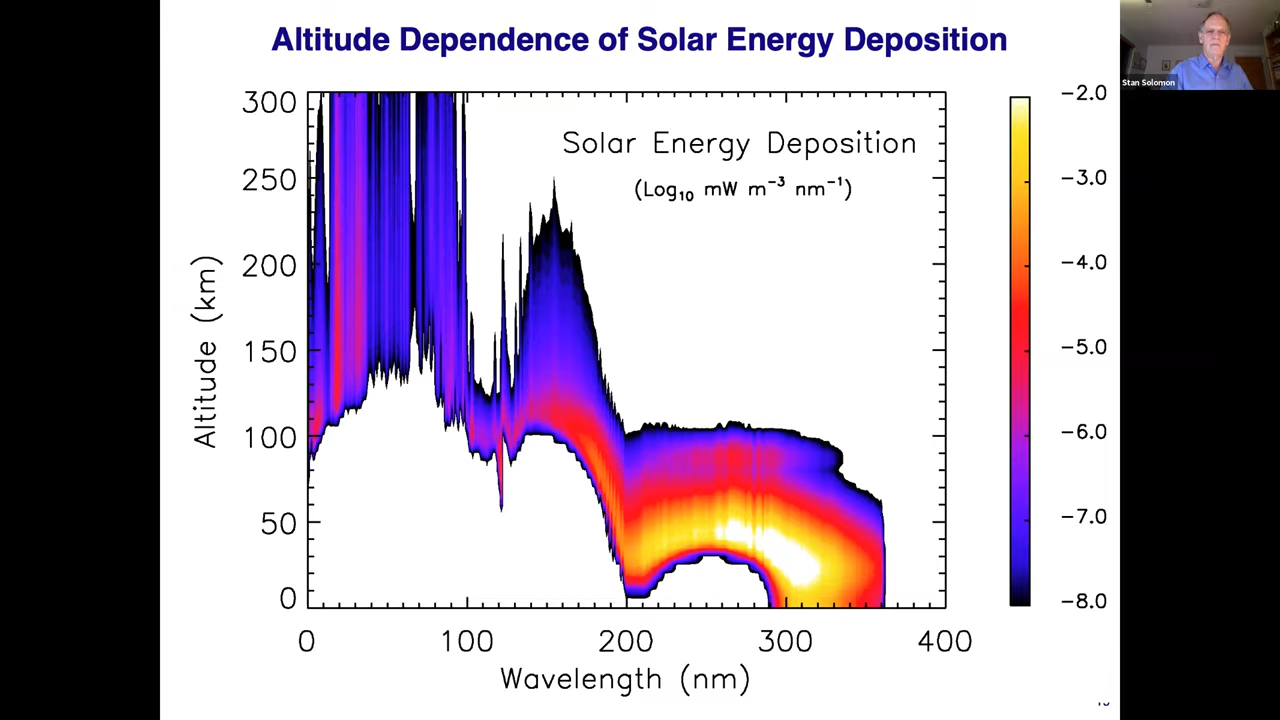 Altitude Dependence of Solar Energy Deposition
Stan Solomon
Solar Energy Deposition
(Log₁₀ mW m⁻³ nm⁻¹)
Altitude (km)
300
250
200
150
100
50
0
0 100 200 300 400
Wavelength (nm)
−2.0
−3.0
−4.0
−5.0
−6.0
−7.0
−8.0